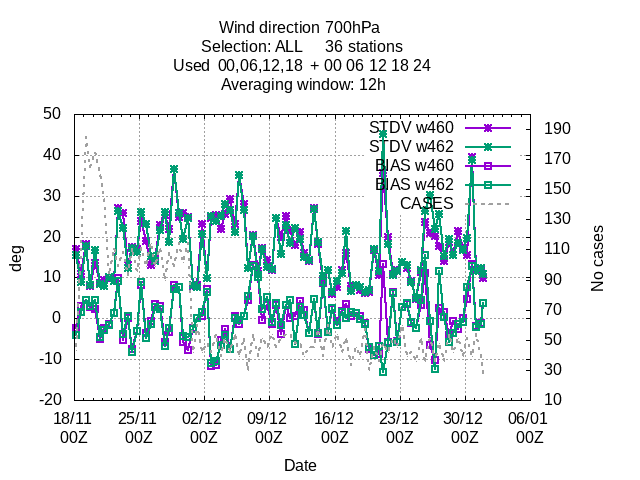 Wind direction 700hPa
Selection: ALL 36 stations
Used 00,06,12,18 + 00 06 12 18 24
Averaging window: 12h
50
40
30
20
10
0
-10
-20
deg
190
170
150
130
110
90
70
50
30
10
No cases
STDV w460
STDV w462
BIAS w460
BIAS w462
CASES
18/11 25/11 02/12 09/12 16/12 23/12 30/12 06/01
00Z 00Z 00Z 00Z 00Z 00Z 00Z 00Z
Date